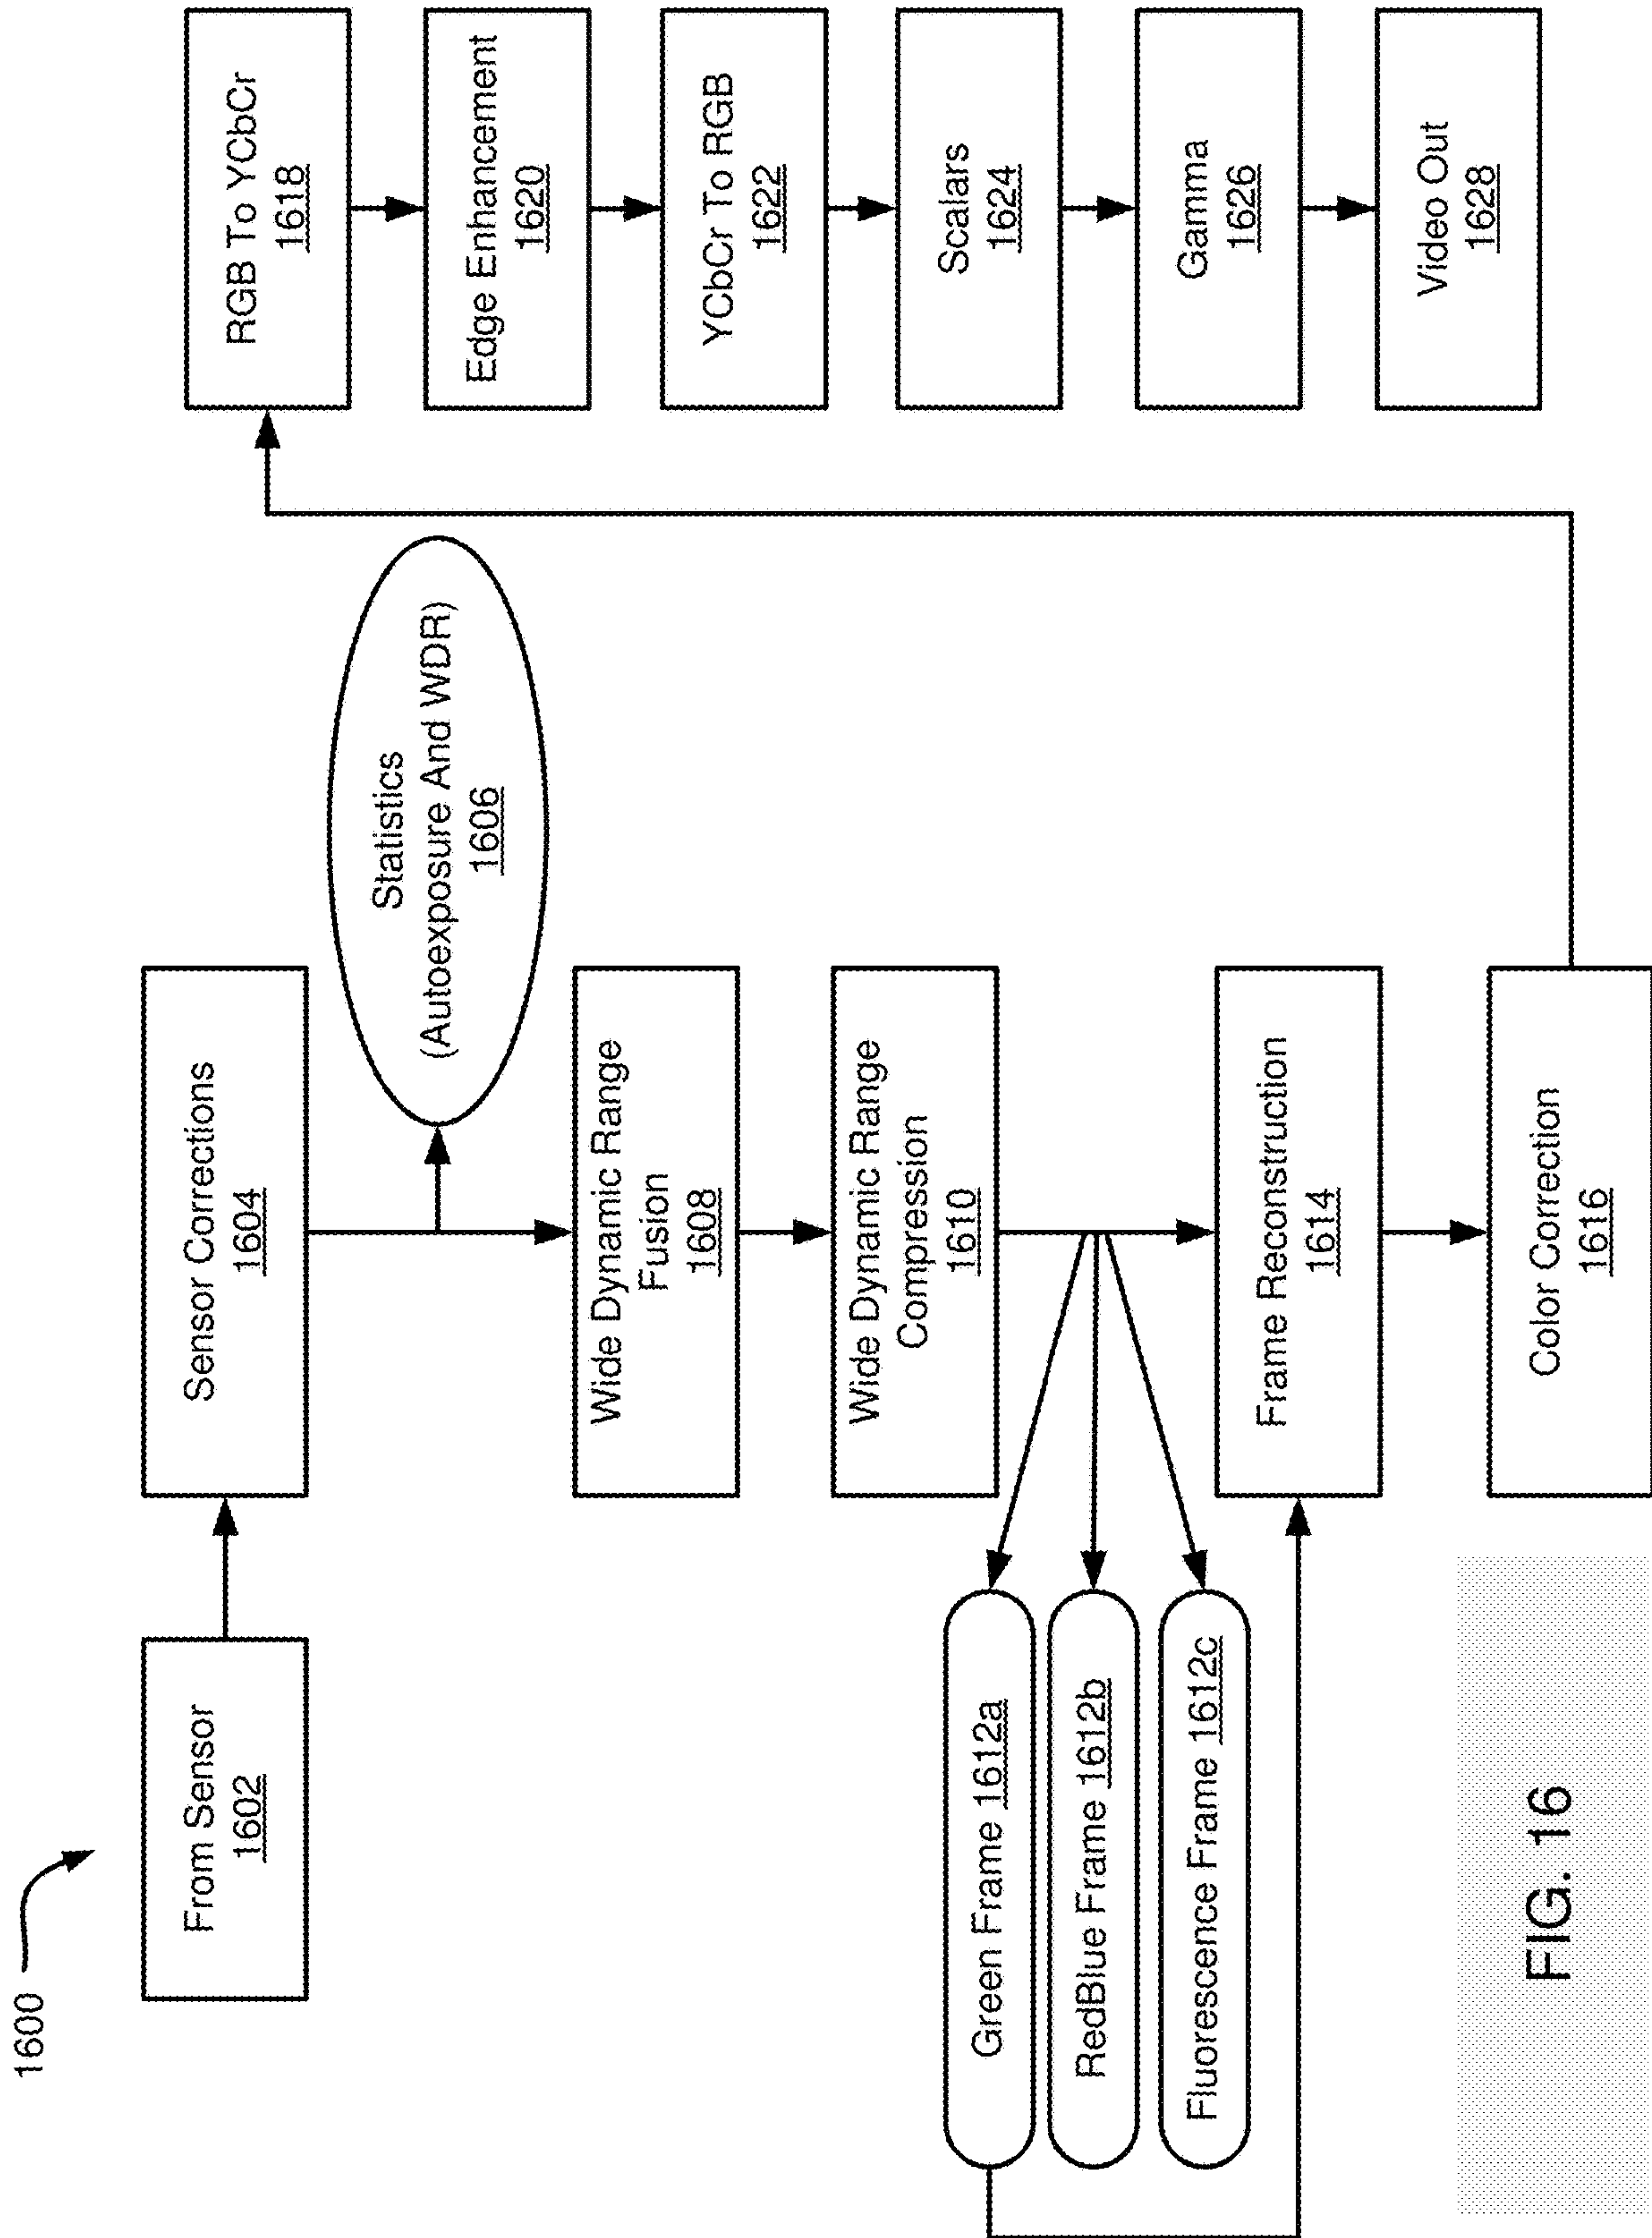 1600
From Sensor
1602
Sensor Corrections
1604
Statistics
(Autoexposure And WDR)
1606
Wide Dynamic Range
Fusion
1608
Wide Dynamic Range
Compression
1610
Green Frame 1612a
RedBlue Frame 1612b
Fluorescence Frame 1612c
Frame Reconstruction
1614
Color Correction
1616
RGB To YCbCr
1618
Edge Enhancement
1620
YCbCr To RGB
1622
Scalars
1624
Gamma
1626
Video Out
1628
FIG. 16